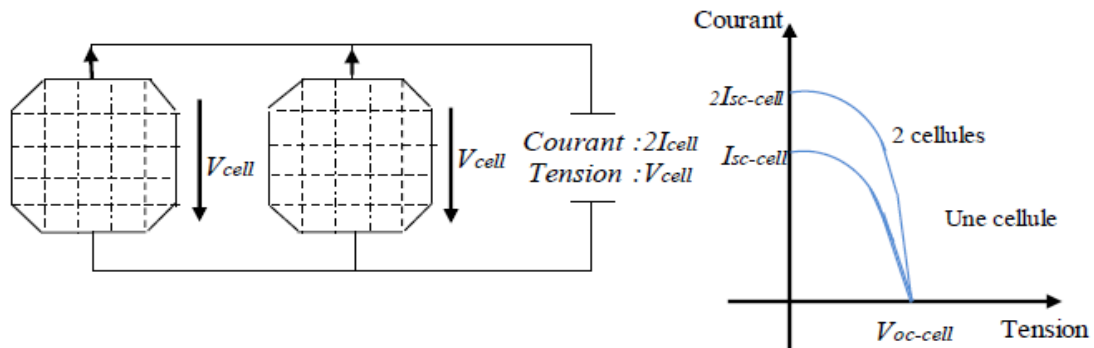 Vcell
Vcell
Courant :2Icell
Tension :Vcell
Courant
2Isc-cell
Isc-cell
2 cellules
Une cellule
Voc-cell
Tension